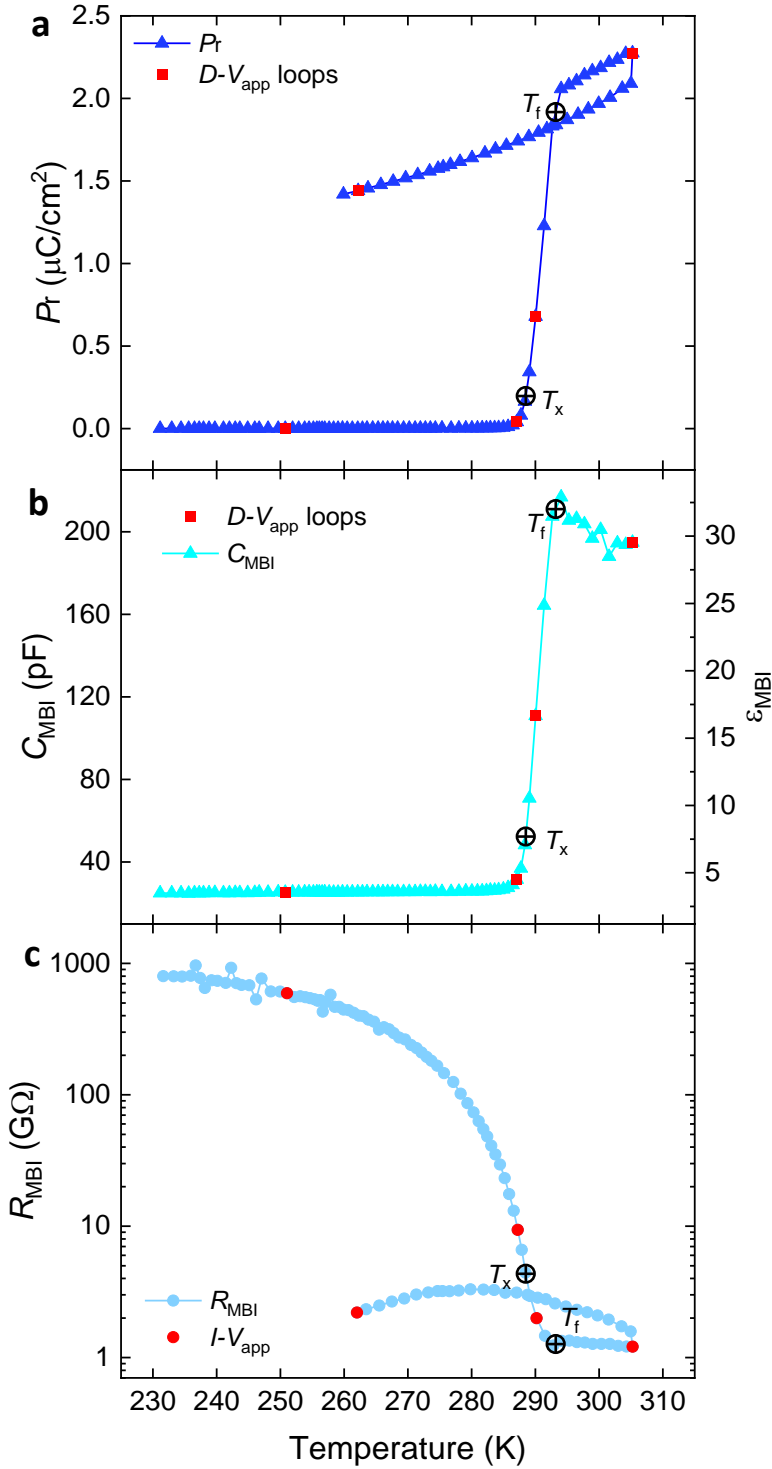 a
2.5
2.0
1.5
1.0
0.5
0.0
Pr (μC/cm²)
Pr
D-Vapp loops
Tf
Tx
b
200
160
120
80
40
CMBI (pF)
D-Vapp loops
CMBI
Tf
Tx
30
25
20
15
10
5
εMBI
c
1000
100
10
1
RMBI (GΩ)
Tx
Tf
RMBI
I-Vapp
230 240 250 260 270 280 290 300 310
Temperature (K)